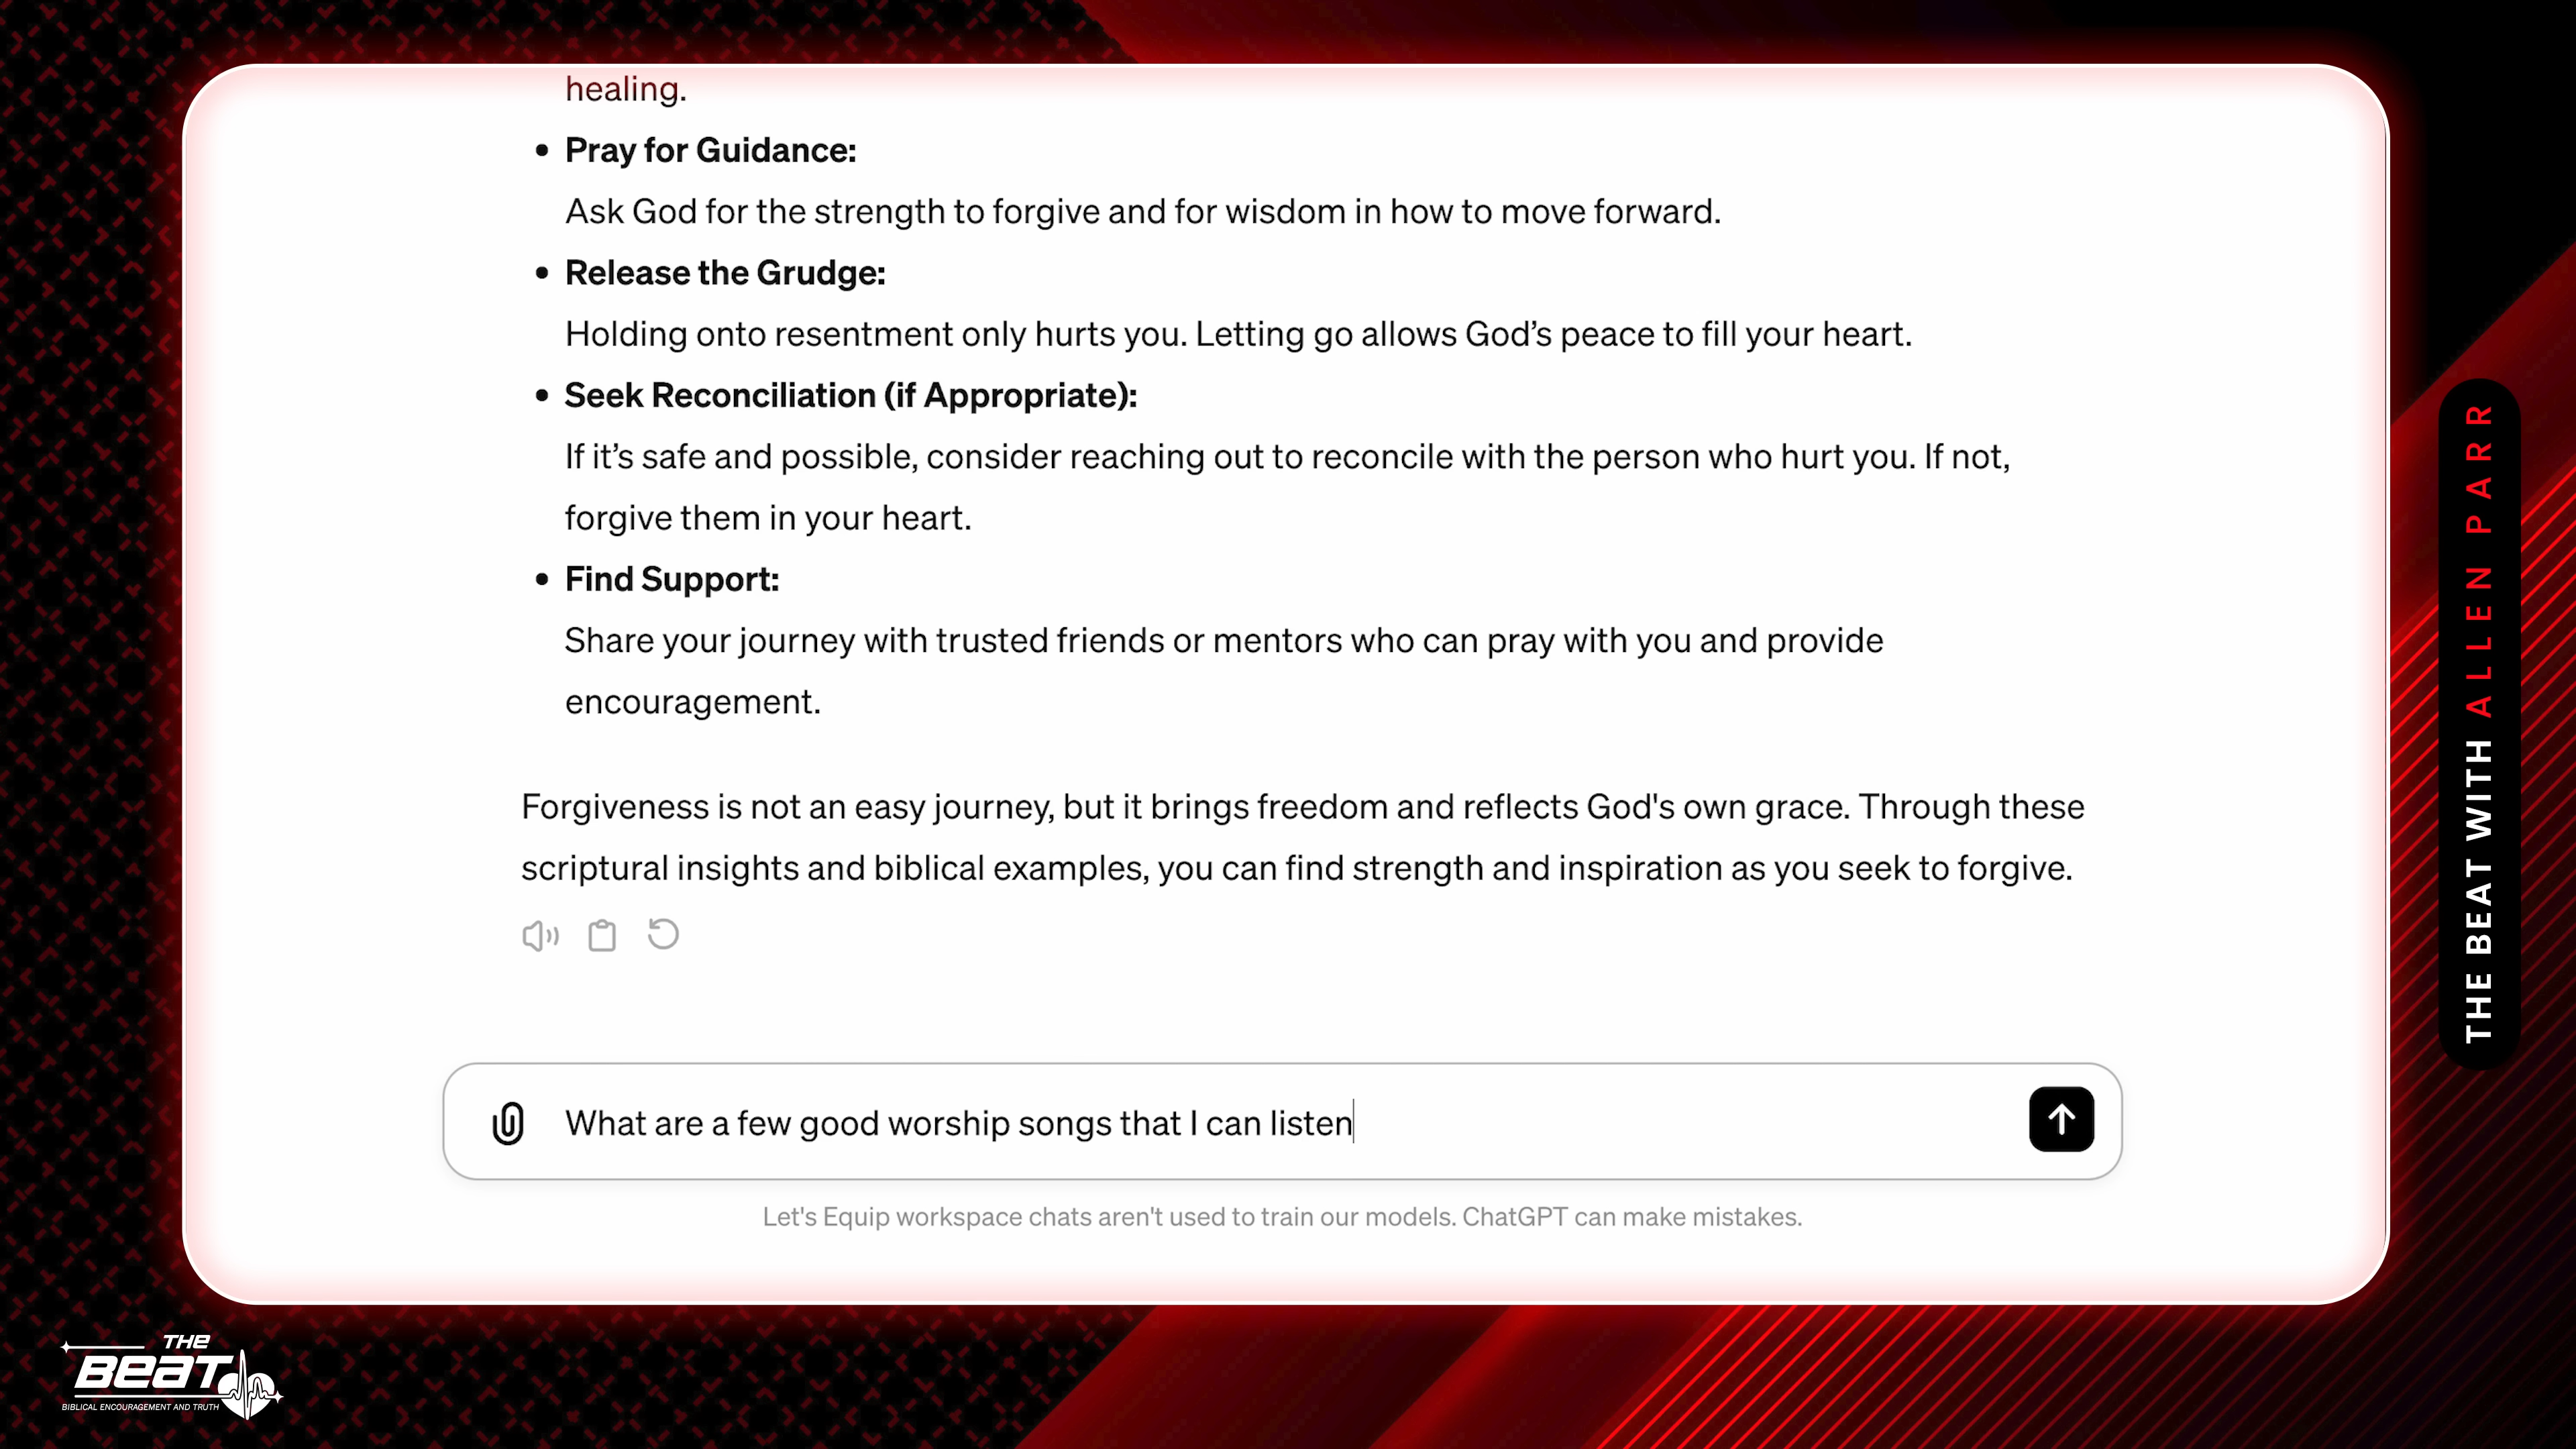 healing.
• Pray for Guidance:
Ask God for the strength to forgive and for wisdom in how to move forward.
• Release the Grudge:
Holding onto resentment only hurts you. Letting go allows God’s peace to fill your heart.
• Seek Reconciliation (if Appropriate):
If it’s safe and possible, consider reaching out to reconcile with the person who hurt you. If not,
forgive them in your heart.
• Find Support:
Share your journey with trusted friends or mentors who can pray with you and provide
encouragement.
Forgiveness is not an easy journey, but it brings freedom and reflects God's own grace. Through these
scriptural insights and biblical examples, you can find strength and inspiration as you seek to forgive.
What are a few good worship songs that I can listen
Let's Equip workspace chats aren't used to train our models. ChatGPT can make mistakes.
THE BEAT WITH ALLEN PARR
THE
BEAT
BIBLICAL ENCOURAGEMENT AND TRUTH